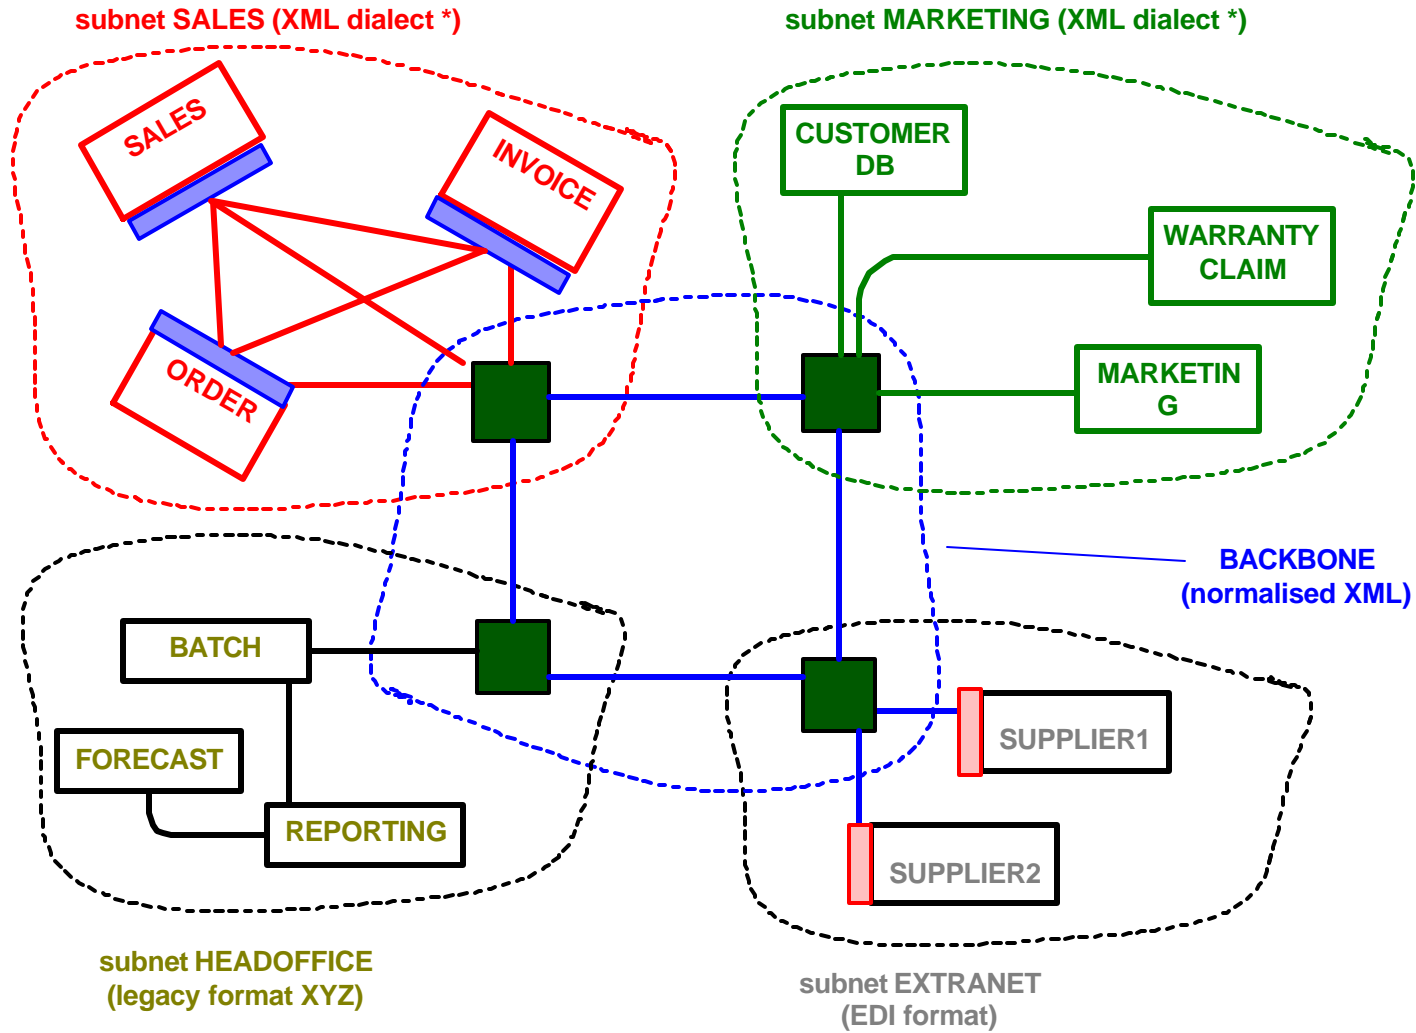 subnet SALES (XML dialect *)
subnet MARKETING (XML dialect *)
SALES
INVOICE
ORDER
CUSTOMER
DB
WARRANTY
CLAIM
MARKETIN
G
BACKBONE
(normalised XML)
BATCH
FORECAST
REPORTING
SUPPLIER1
SUPPLIER2
subnet HEADOFFICE
(legacy format XYZ)
subnet EXTRANET
(EDI format)